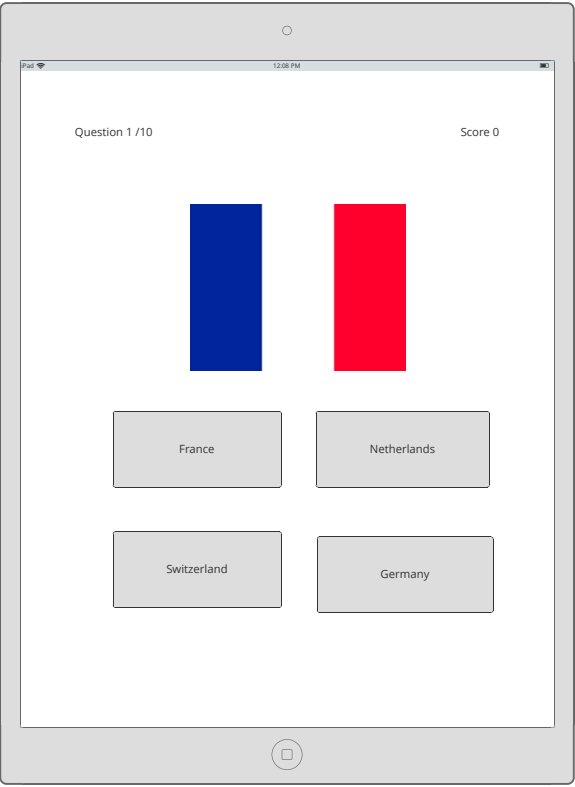 iPad
12:08 PM
Question 1 /10
Score 0
France
Netherlands
Switzerland
Germany